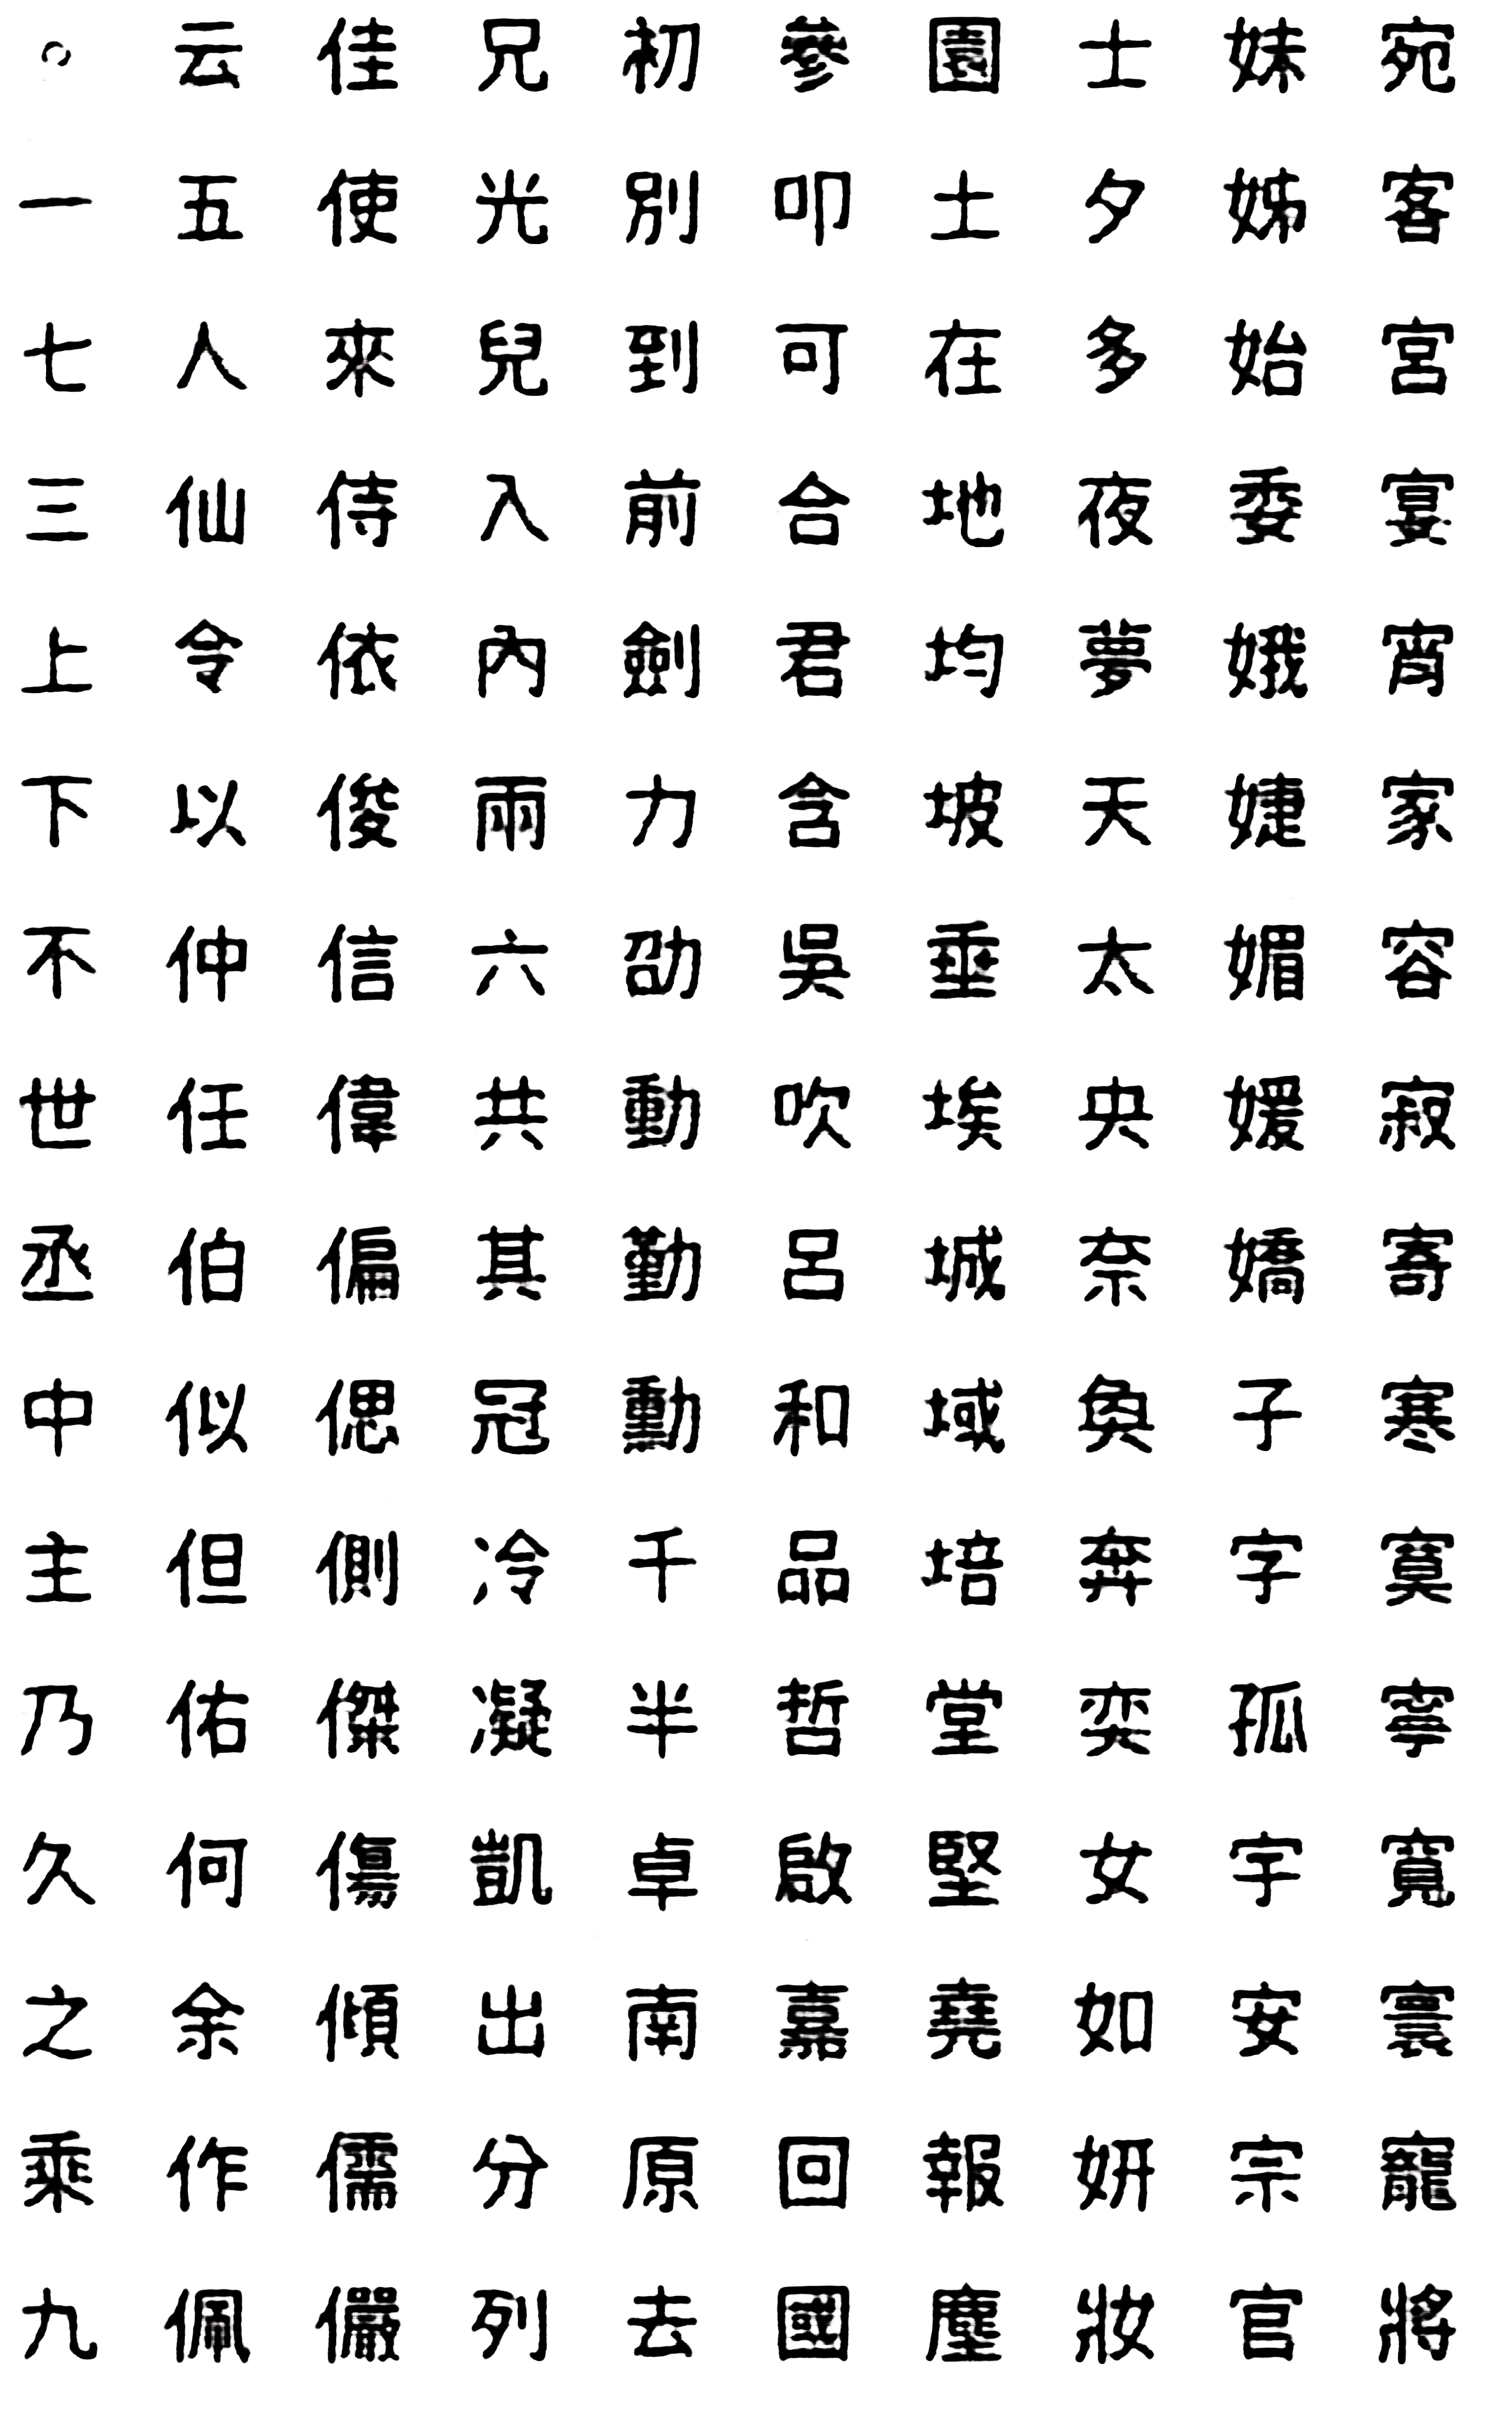 。一七三上下不世丞中主乃久之乘九
云五人仙令以仲任伯似但佑何余作佩
佳使來侍依俊信偉偏偲側傑傷傾儒儼
兄光兒入內兩六共其冠冷凝凱出分列
初別到前劍力劭動勤勳千半卓南原去
參叩可合君含吳吹呂和品哲啟嘉回國
園土在地均坡垂埃城域培堂堅堯報塵
士夕多夜夢天太央奈奐奔奕女如妍妝
妹姊始委娥婕媚媛嬌子字孤宇安宗官
宛客宮宴宵家容寂寄寒寞寧寬寰寵將